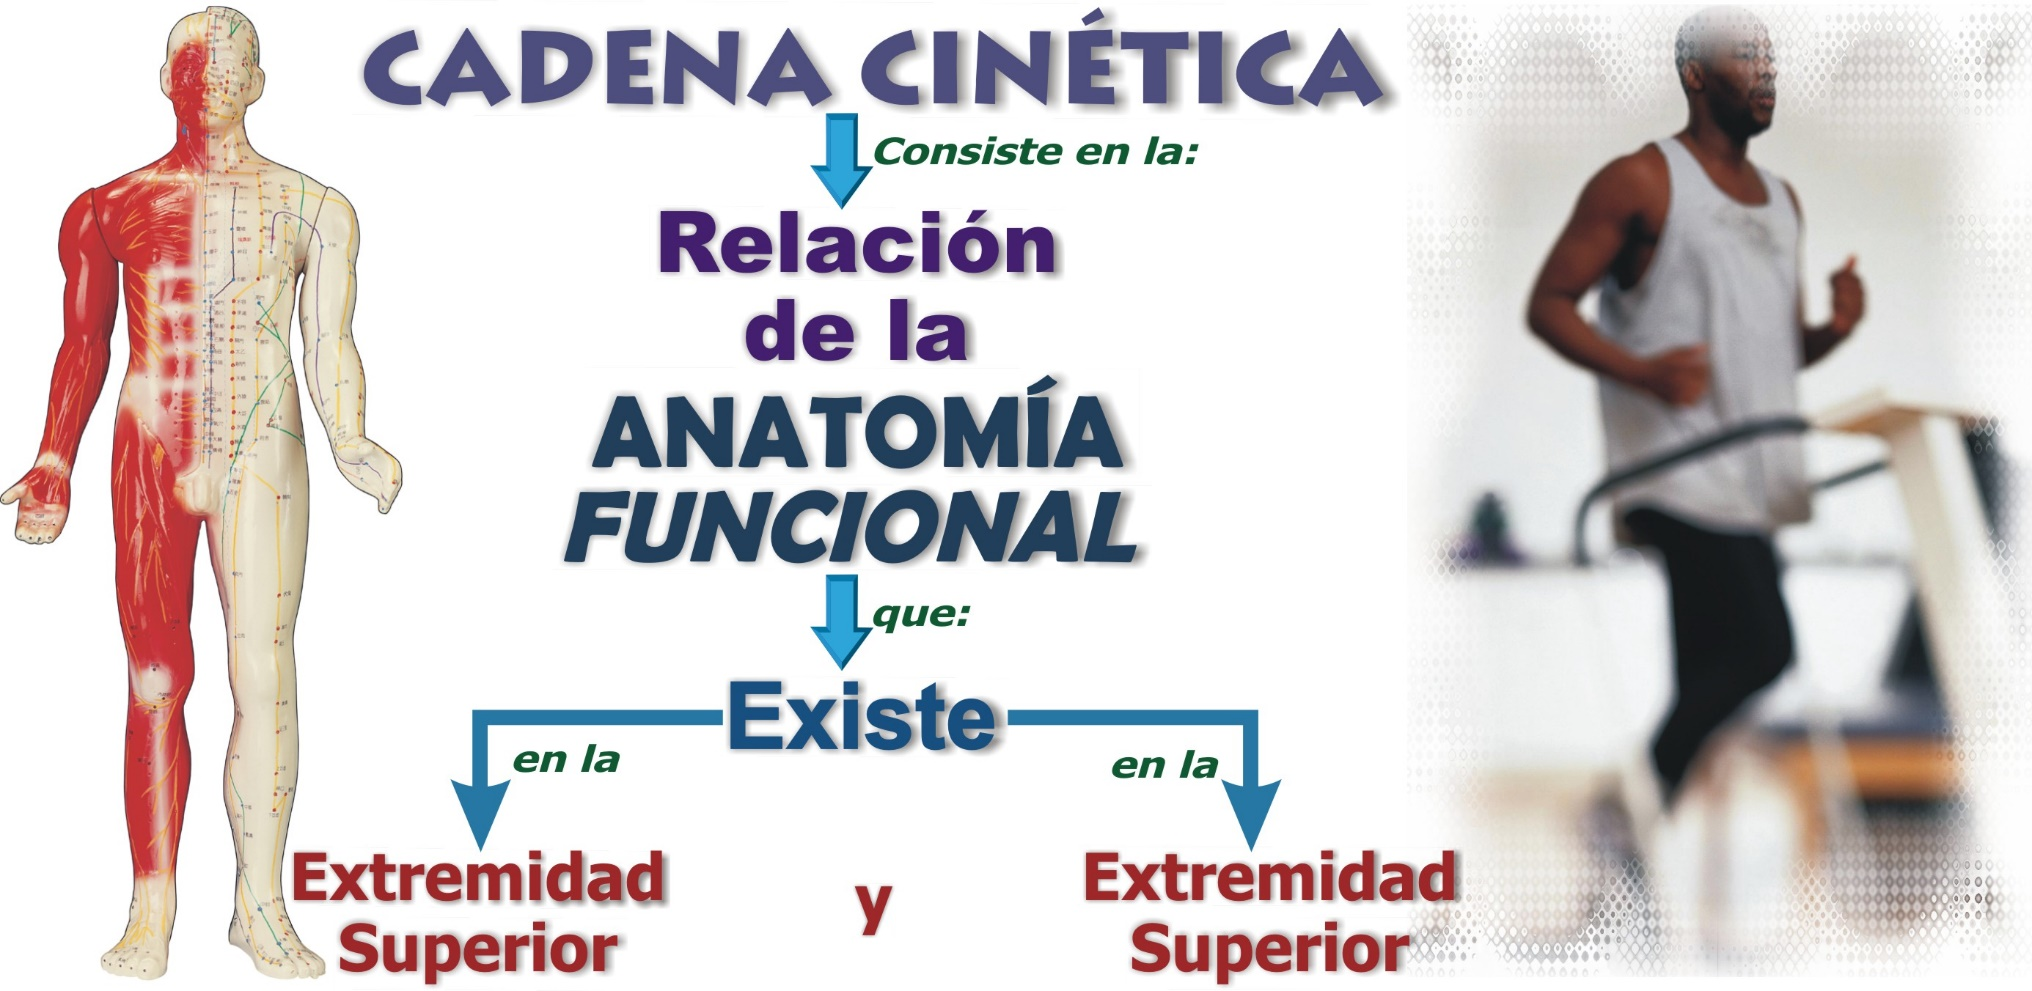 CADENA CINÉTICA
Consiste en la:
Relación
de la
ANATOMÍA
FUNCIONAL
que:
Existe
en la
en la
Extremidad
Superior
y
Extremidad
Superior